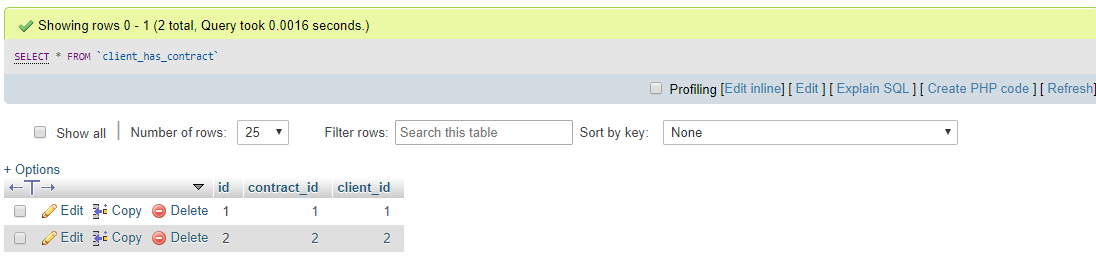 Showing rows 0 - 1 (2 total, Query took 0.0016 seconds.)
SELECT * FROM `client_has_contract`
Profiling [Edit inline] [ Edit ] [ Explain SQL ] [ Create PHP code ] [ Refresh]
Show all | Number of rows: 25 Filter rows: Search this table Sort by key: None
+ Options
←T→ id contract_id client_id
Edit Copy Delete 1 1 1
Edit Copy Delete 2 2 2